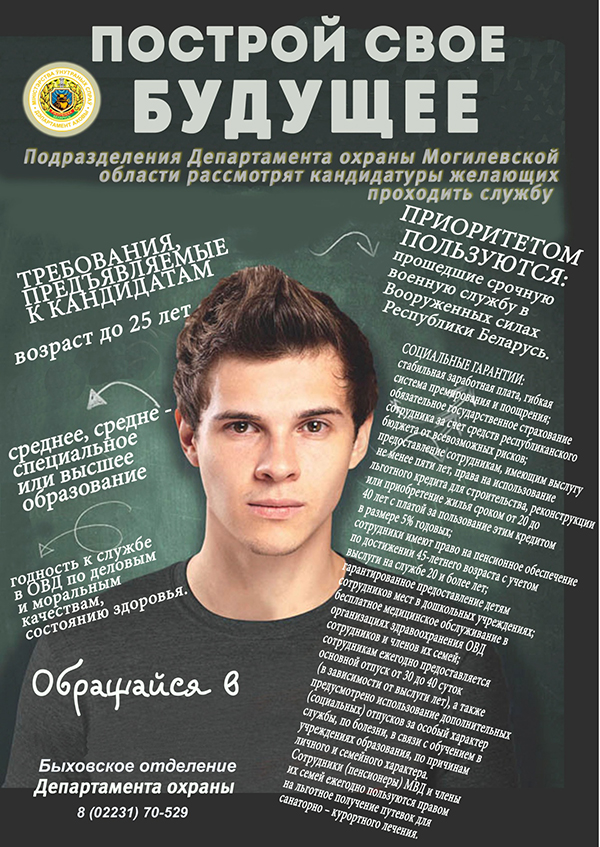 ПОСТРОЙ СВОЕ
БУДУЩЕЕ
Подразделения Департамента охраны Могилевской
области рассмотрят кандидатуры желающих
проходить службу
ТРЕБОВАНИЯ,
ПРЕДЪЯВЛЯЕМЫЕ
К КАНДИДАТАМ
возраст до 25 лет
среднее, средне -
специальное
или высшее
образование
годность к службе
в ОВД по деловым
и моральным
качествам,
состоянию здоровья.
ПРИОРИТЕТОМ
ПОЛЬЗУЮТСЯ:
прошедшие срочную
военную службу в
Вооруженных силах
Республики Беларусь.
СОЦИАЛЬНЫЕ ГАРАНТИИ:
стабильная заработная плата, гибкая
система премирования и поощрения;
обязательное государственное страхование
сотрудника за счет средств республиканского
бюджета от всевозможных рисков;
предоставление сотрудникам, имеющим выслугу
не менее пяти лет, права на использование
льготного кредита для строительства, реконструкции
или приобретение жилья сроком от 20 до
40 лет с платой за пользование этим кредитом
в размере 5% годовых;
сотрудники имеют право на пенсионное обеспечение
по достижений 45-летнего возраста с учетом
выслуги на службе 20 и более лет;
гарантированное предоставление детям
сотрудников мест в дошкольных учреждениях;
бесплатное медицинское обслуживание в
организациях здравоохранения ОВД
сотрудников и членов их семей;
сотрудникам ежегодно предоставляется
основной отпуск от 30 до 40 суток
(в зависимости от выслуги лет), а также
предусмотрено использование дополнительных
(социальных) отпусков за особый характер
службы, по болезни, в связи с обучением в
учреждениях образования, по причинам
личного и семейного характера.
Сотрудники (пенсионеры) МВД и члены
их семей ежегодно пользуются правом
на льготное получение путевок для
санаторно – курортного лечения.
Обращайся в
Быховское отделение
Департамента охраны
8 (02231) 70-529